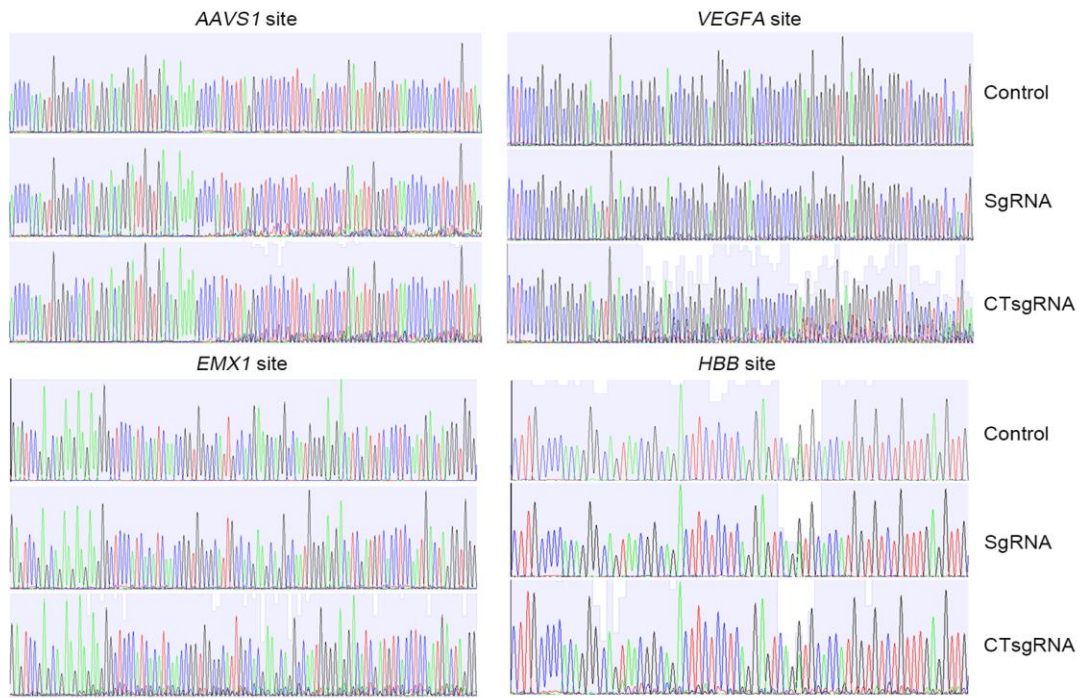 AAVS1 site
VEGFA site
Control
SgRNA
CTsgRNA
EMX1 site
HBB site
Control
SgRNA
CTsgRNA